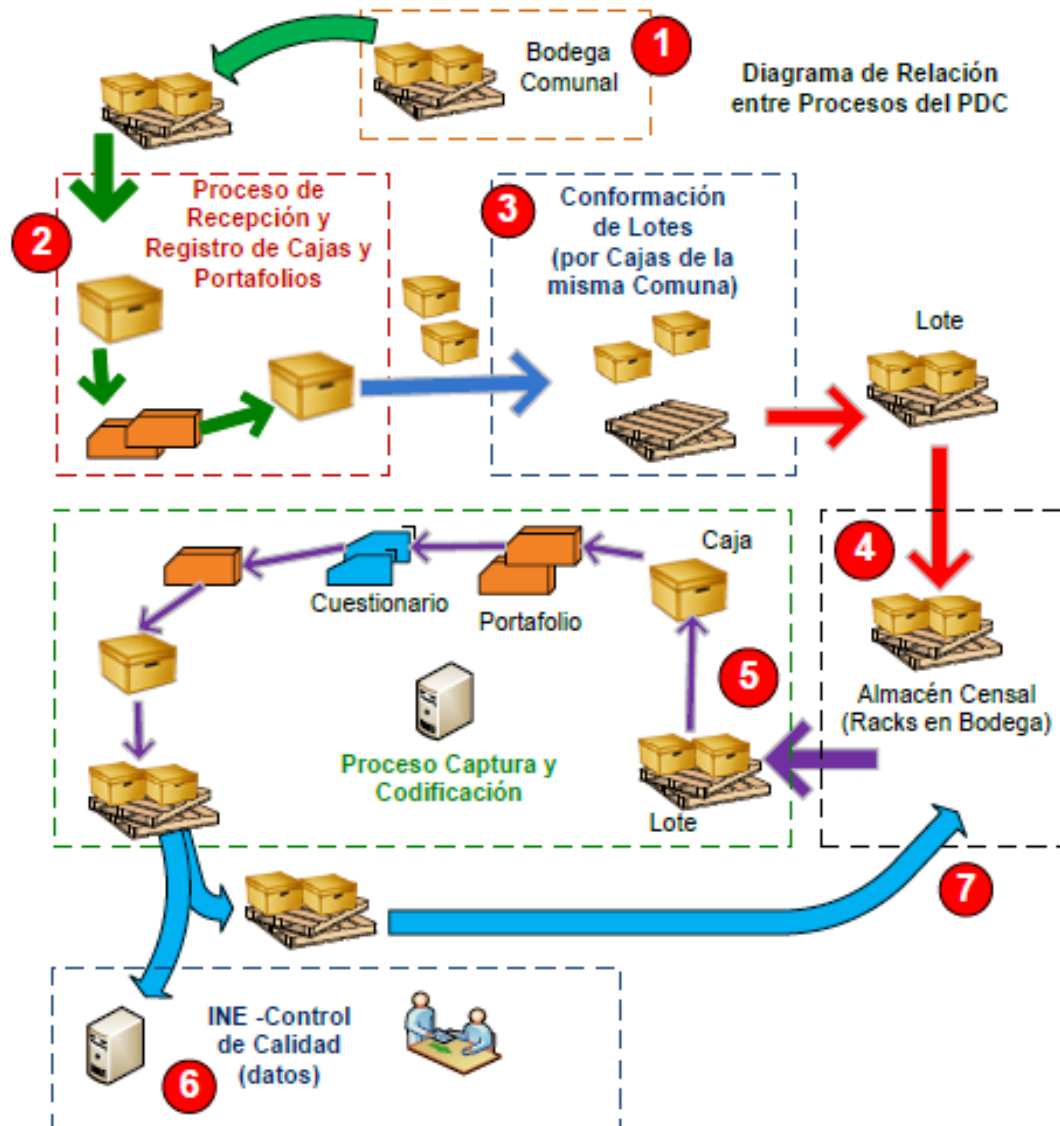 1
Bodega
Comunal
Diagrama de Relación
entre Procesos del PDC
2
Proceso de
Recepción y
Registro de Cajas y
Portafolios
3
Conformación
de Lotes
(por Cajas de la
misma Comuna)
Lote
4
Almacén Censal
(Racks en Bodega)
5
Caja
Portafolio
Cuestionario
Proceso Captura y
Codificación
Lote
7
INE -Control
de Calidad
(datos)
6